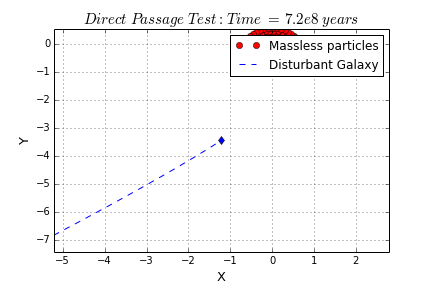 Direct Passage Test : Time = 7.2e8 years
Massless particles
Disturbant Galaxy
0
−1
−2
−3
−4
−5
−6
−7
Y
−5 −4 −3 −2 −1 0 1 2
X